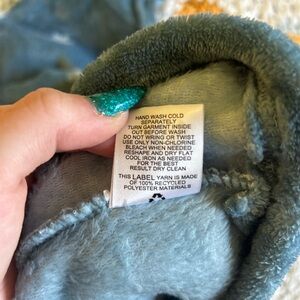 HAND WASH COLD
SEPARATELY
TURN GARMENT INSIDE
OUT BEFORE WASH
DO NOT WRING OR TWIST
USE ONLY NON-CHLORINE
BLEACH WHEN NEEDED
RESHAPE AND DRY FLAT
COOL IRON AS NEEDED
FOR THE BEST
RESULT DRY CLEAN
THIS LABEL YARN IS MADE
OF 100% RECYCLED
POLYESTER MATERIALS